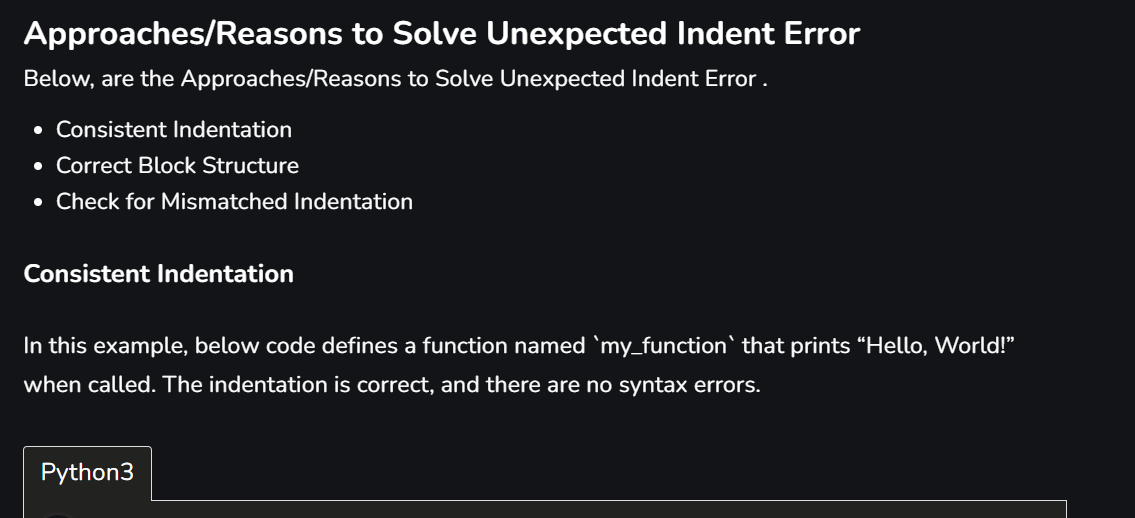 Approaches/Reasons to Solve Unexpected Indent Error
Below, are the Approaches/Reasons to Solve Unexpected Indent Error .
• Consistent Indentation
• Correct Block Structure
• Check for Mismatched Indentation
Consistent Indentation
In this example, below code defines a function named `my_function` that prints “Hello, World!”
when called. The indentation is correct, and there are no syntax errors.
Python3